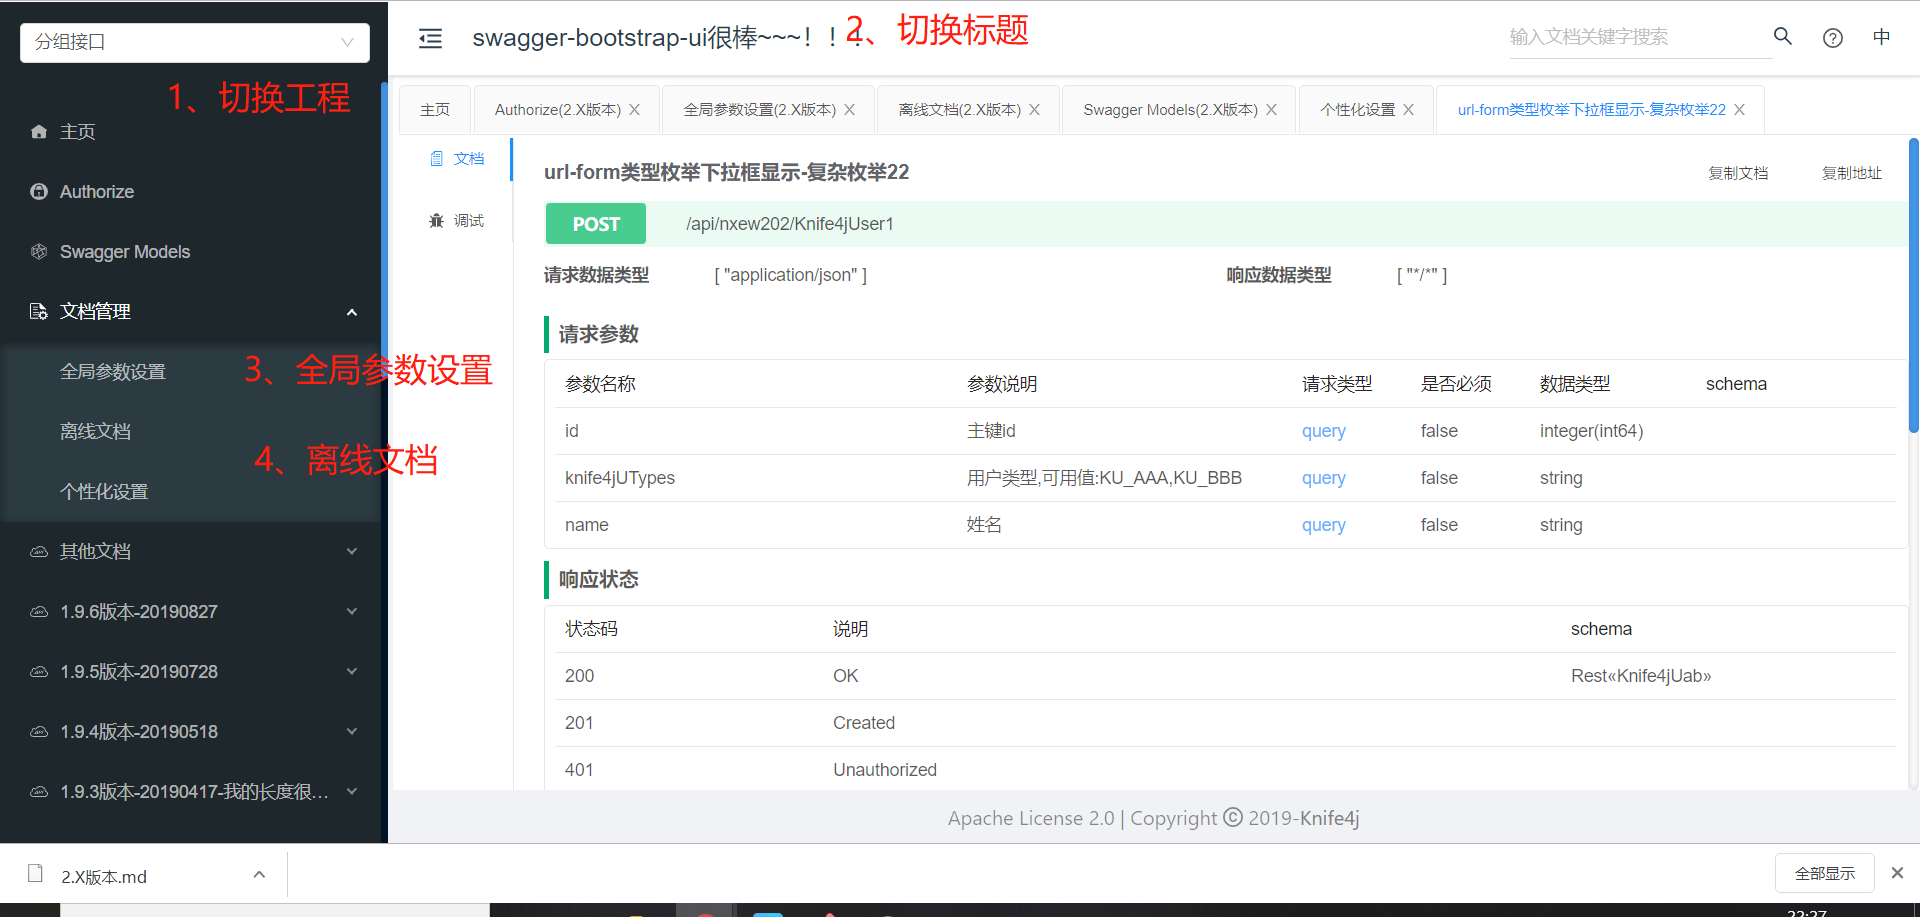 分组接口
1、切换工程
主页
Authorize
Swagger Models
文档管理
全局参数设置
3、全局参数设置
离线文档
4、离线文档
个性化设置
其他文档
1.9.6版本-20190827
1.9.5版本-20190728
1.9.4版本-20190518
1.9.3版本-20190417-我的长度很...
swagger-bootstrap-ui很棒~~~！！！
2、切换标题
输入文档关键字搜索
中
主页
Authorize(2.X版本)
全局参数设置(2.X版本)
离线文档(2.X版本)
Swagger Models(2.X版本)
个性化设置
url-form类型枚举下拉框显示-复杂枚举22
文档
调试
url-form类型枚举下拉框显示-复杂枚举22
复制文档
复制地址
POST /api/nxew202/Knife4jUser1
请求数据类型 [ "application/json" ] 响应数据类型 [ "*/*" ]
请求参数
参数名称 参数说明 请求类型 是否必须 数据类型 schema
id 主键id query false integer(int64)
knife4jUTypes 用户类型,可用值:KU_AAA,KU_BBB query false string
name 姓名 query false string
响应状态
状态码 说明 schema
200 OK Rest«Knife4jUab»
201 Created
401 Unauthorized
Apache License 2.0 | Copyright © 2019-Knife4j
2.X版本.md
全部显示
22:27